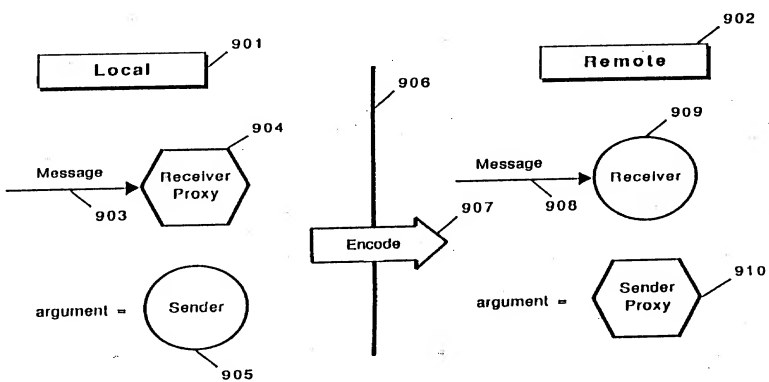 901
902
Local
Remote
906
904
909
Message
Receiver
Proxy
903
Message
Receiver
908
907
Encode
argument =
Sender
905
argument =
Sender
Proxy
910